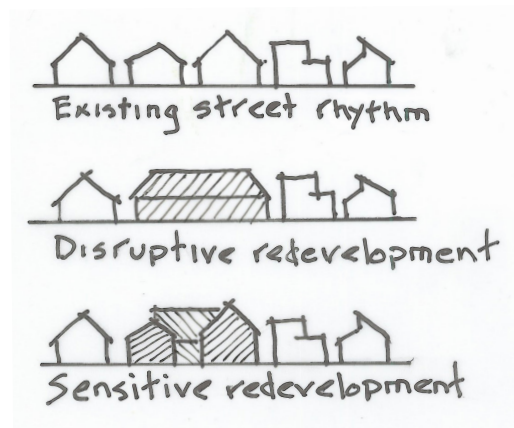 Existing street rhythm
Disruptive redevelopment
Sensitive redevelopment